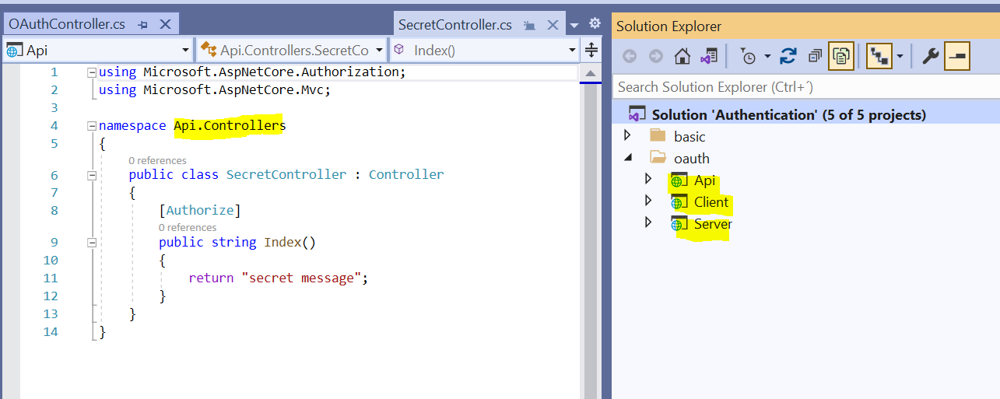 OAuthController.cs
SecretController.cs
Api
Api.Controllers.SecretCo
Index()
1 using Microsoft.AspNetCore.Authorization;
2 using Microsoft.AspNetCore.Mvc;
3
4 namespace Api.Controllers
5 {
0 references
6 public class SecretController : Controller
7 {
8 [Authorize]
0 references
9 public string Index()
10 {
11 return "secret message";
12 }
13 }
14 }
Solution Explorer
Search Solution Explorer (Ctrl+´)
Solution 'Authentication' (5 of 5 projects)
basic
oauth
Api
Client
Server